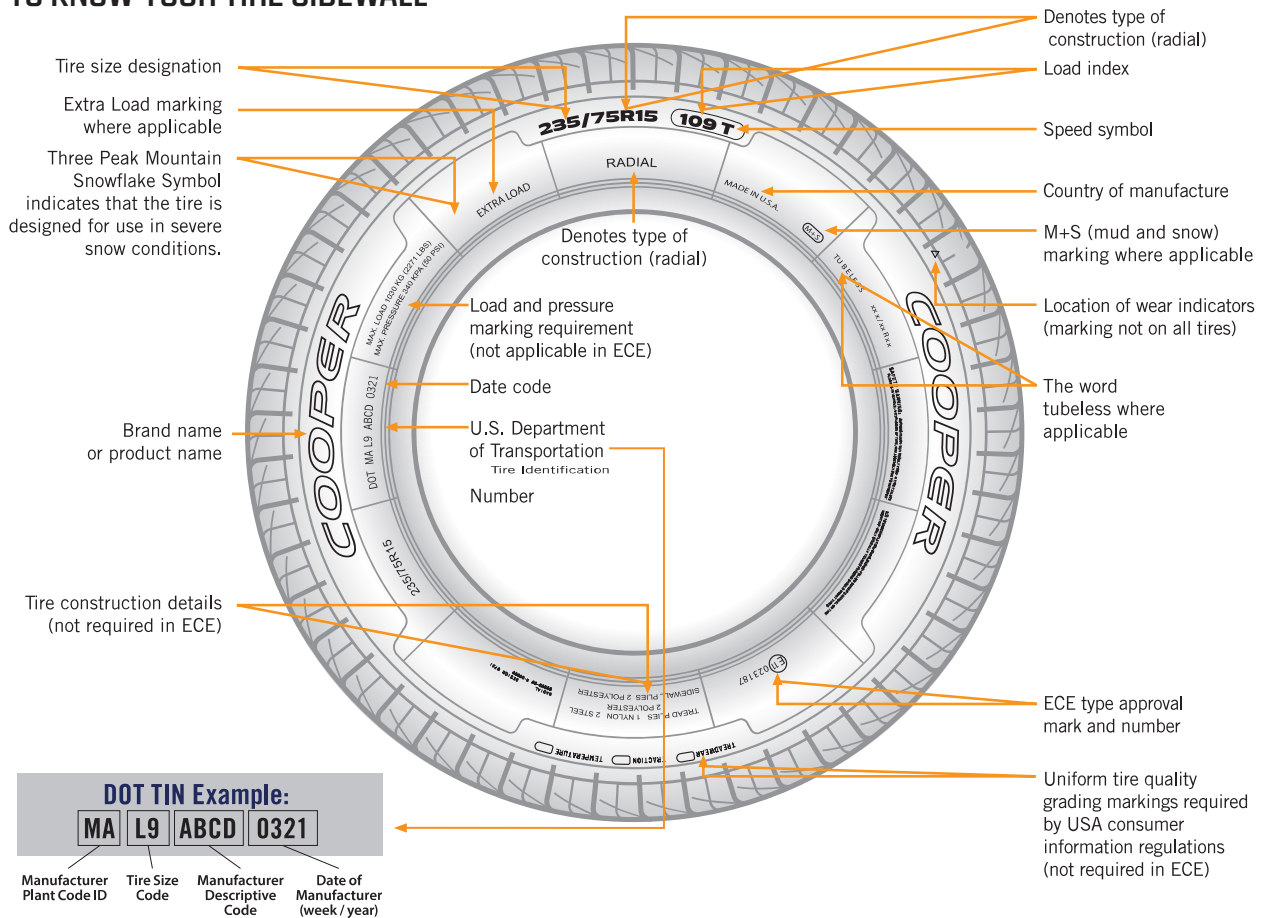 TO KNOW YOUR TIRE SIDEWALL
Denotes type of
construction (radial)
Tire size designation
Load index
Extra Load marking
where applicable
235/75R15 109 T
Speed symbol
Three Peak Mountain
Snowflake Symbol
indicates that the tire is
designed for use in severe
snow conditions.
RADIAL
EXTRA LOAD
MADE IN U.S.A.
Country of manufacture
M+S
M+S (mud and snow)
marking where applicable
Denotes type of
construction (radial)
TUBELESS
MAX. LOAD 1030 KG (2271 LBS)
MAX. PRESSURE 340 KPA (50 PSI)
Load and pressure
marking requirement
(not applicable in ECE)
xxx/xxRxx
Location of wear indicators
(marking not on all tires)
COOPER
COOPER
Date code
The word
tubeless where
applicable
DOT MA L9 ABCD 0321
Brand name
or product name
U.S. Department
of Transportation
Tire Identification
Number
235/75R15
Tire construction details
(not required in ECE)
E11 023187
SIDEWALL PLIES 2 POLYESTER
2 POLYESTER
TREAD PLIES 1 NYLON 2 STEEL
ECE type approval
mark and number
TREADWEAR
TRACTION
TEMPERATURE
Uniform tire quality
grading markings required
by USA consumer
information regulations
(not required in ECE)
DOT TIN Example:
MA L9 ABCD 0321
Manufacturer
Plant Code ID
Tire Size
Code
Manufacturer
Descriptive
Code
Date of
Manufacturer
(week / year)